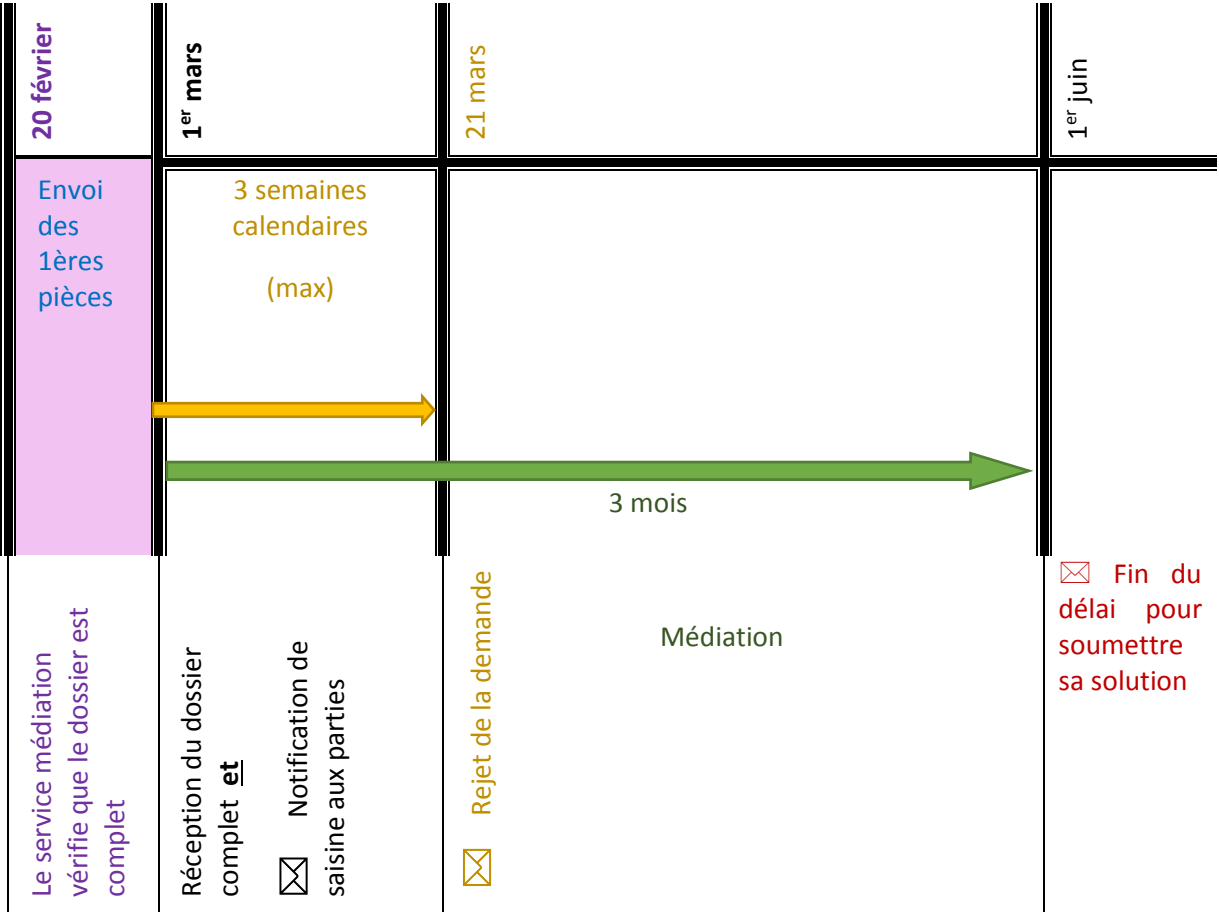 20 février
1er mars
21 mars
1er juin
Envoi
des
1ères
pièces
3 semaines
calendaires
(max)
3 mois
Le service médiation
vérifie que le dossier est
complet
Réception du dossier
complet et
Notification de
saisine aux parties
Rejet de la demande
Médiation
Fin du
délai pour
soumettre
sa solution